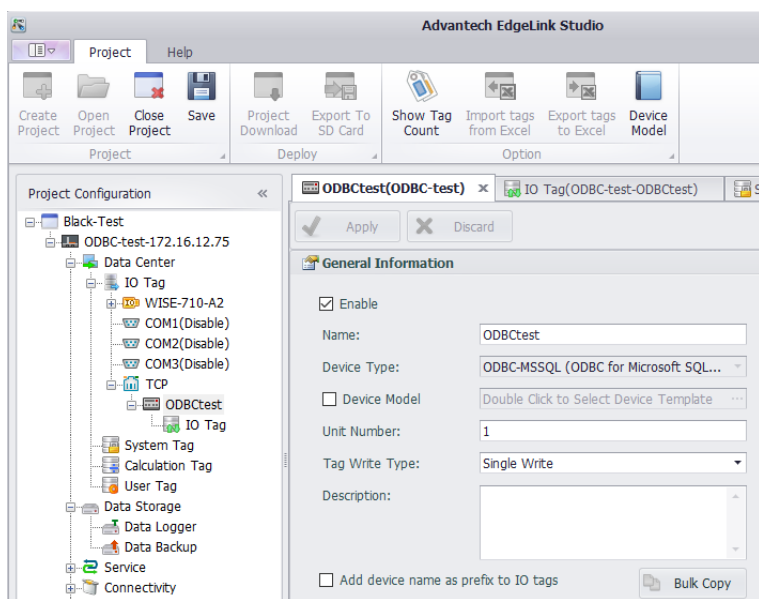 Advantech EdgeLink Studio
Project Help
Create Project
Open Project
Close Project
Save
Project Download
Export To SD Card
Show Tag Count
Import tags from Excel
Export tags to Excel
Device Model
Project
Deploy
Option
Project Configuration «
Black-Test
ODBC-test-172.16.12.75
Data Center
IO Tag
WISE-710-A2
COM1(Disable)
COM2(Disable)
COM3(Disable)
TCP
ODBCtest
IO Tag
System Tag
Calculation Tag
User Tag
Data Storage
Data Logger
Data Backup
Service
Connectivity
ODBCtest(ODBC-test) x
IO Tag(ODBC-test-ODBCtest)
S
Apply
Discard
General Information
Enable
Name: ODBCtest
Device Type: ODBC-MSSQL (ODBC for Microsoft SQL...
Device Model Double Click to Select Device Template ...
Unit Number: 1
Tag Write Type: Single Write
Description:
Add device name as prefix to IO tags
Bulk Copy